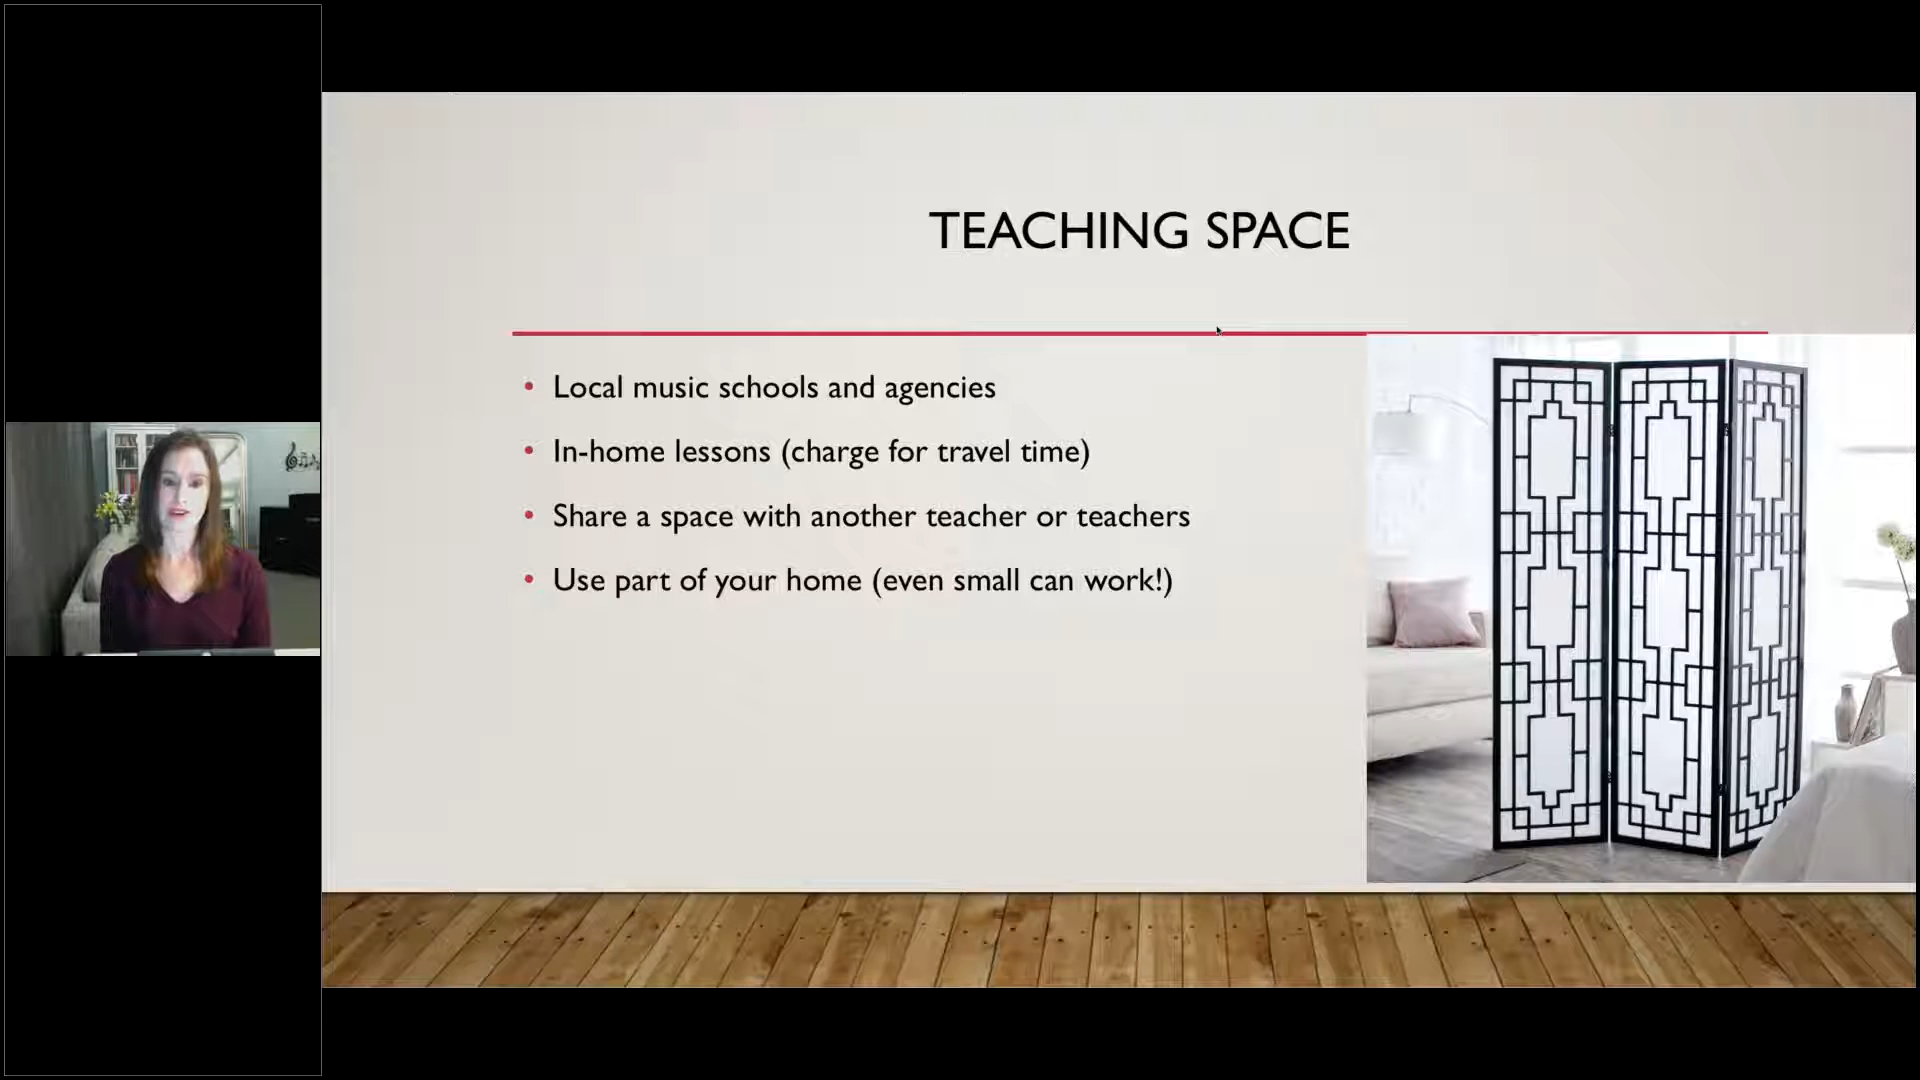 TEACHING SPACE
• Local music schools and agencies
• In-home lessons (charge for travel time)
• Share a space with another teacher or teachers
• Use part of your home (even small can work!)